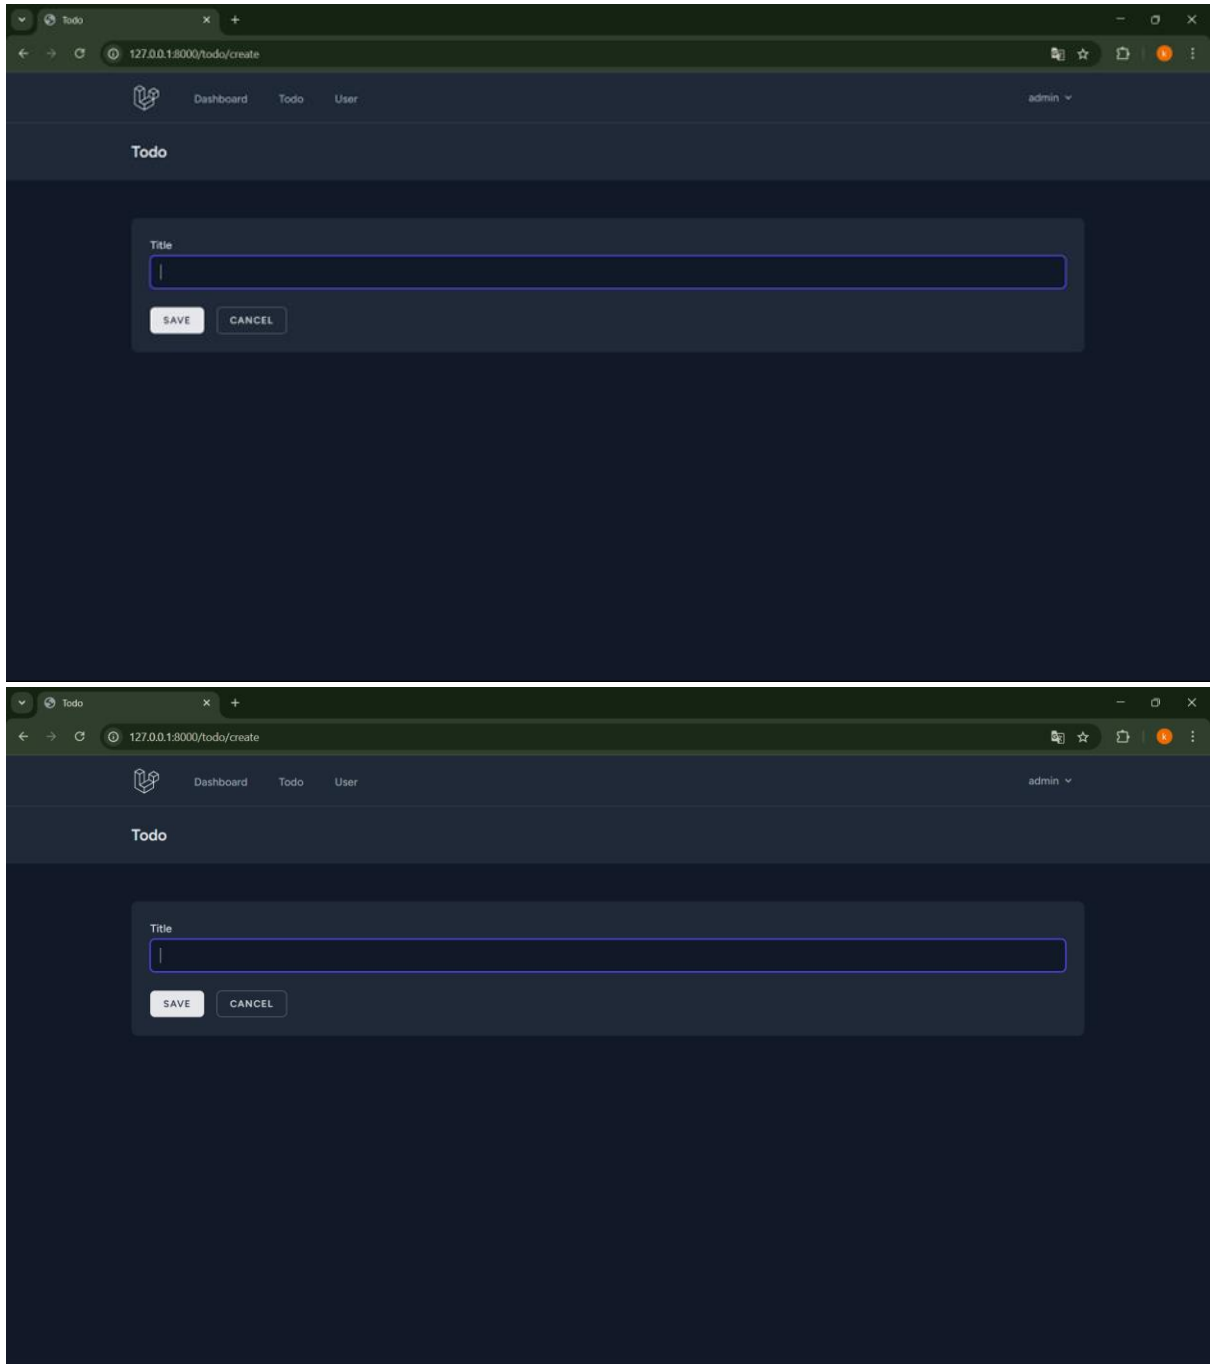 Todo
127.0.0.1:8000/todo/create
k
Dashboard Todo User admin
Todo
Title
SAVE CANCEL
Todo
127.0.0.1:8000/todo/create
k
Dashboard Todo User admin
Todo
Title
SAVE CANCEL